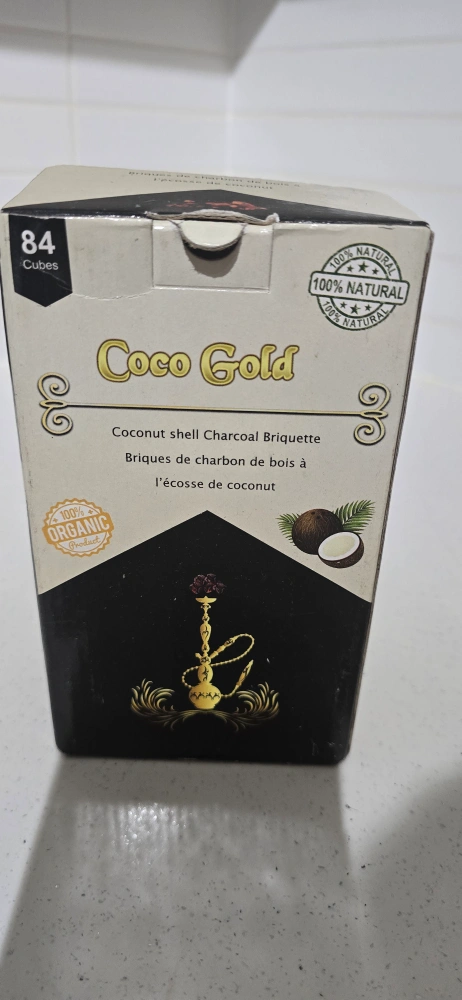 Briques de charbon de bois à
l'écosse de coconut
84
Cubes
100% NATURAL
100% NATURAL
100% NATURAL
Coco Gold
Coconut shell Charcoal Briquette
Briques de charbon de bois à
l'écosse de coconut
100%
ORGANIC
Product